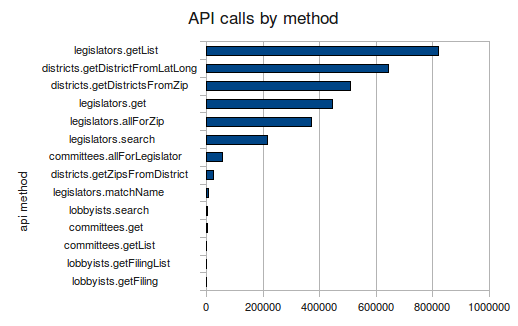 API calls by method
legislators.getList
districts.getDistrictFromLatLong
districts.getDistrictsFromZip
legislators.get
legislators.allForZip
legislators.search
committees.allForLegislator
districts.getZipsFromDistrict
legislators.matchName
lobbyists.search
committees.get
committees.getList
lobbyists.getFilingList
lobbyists.getFiling
api method
0 200000 400000 600000 800000 1000000